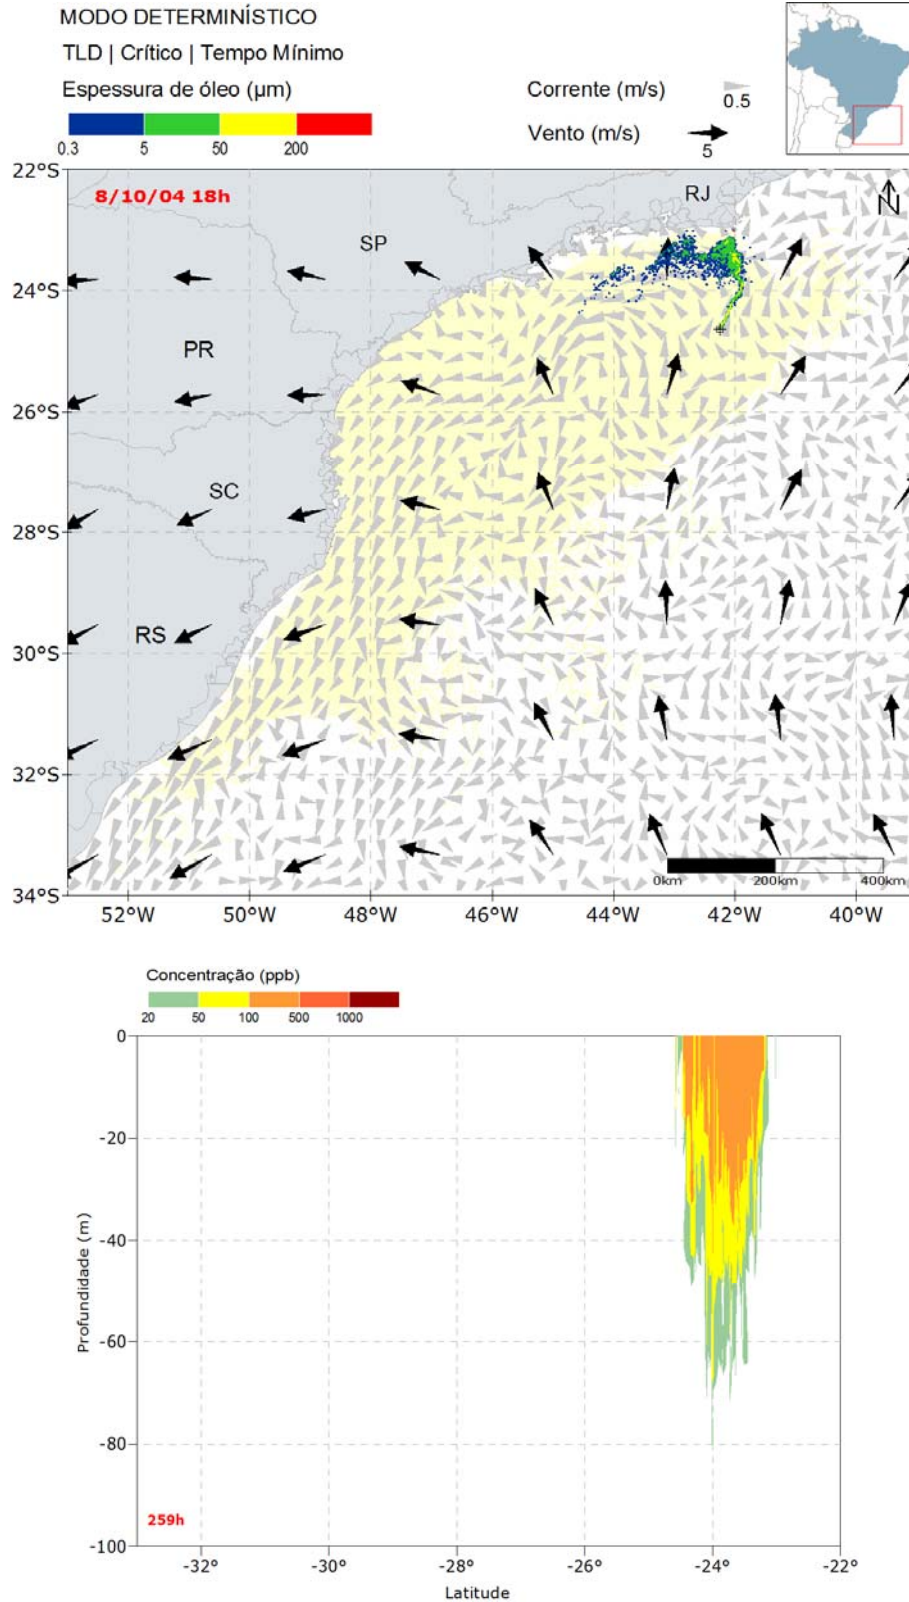 MODO DETERMINÍSTICO
TLD | Crítico | Tempo Mínimo
Espessura de óleo (µm)
0.3 5 50 200
Corrente (m/s) 0.5
Vento (m/s) 5
22°S
24°S
26°S
28°S
30°S
32°S
34°S
8/10/04 18h
RJ
N
SP
PR
SC
RS
0km 200km 400km
52°W 50°W 48°W 46°W 44°W 42°W 40°W
Concentração (ppb)
20 50 100 500 1000
0
-20
-40
-60
-80
-100
Profundidade (m)
259h
-32° -30° -28° -26° -24° -22°
Latitude